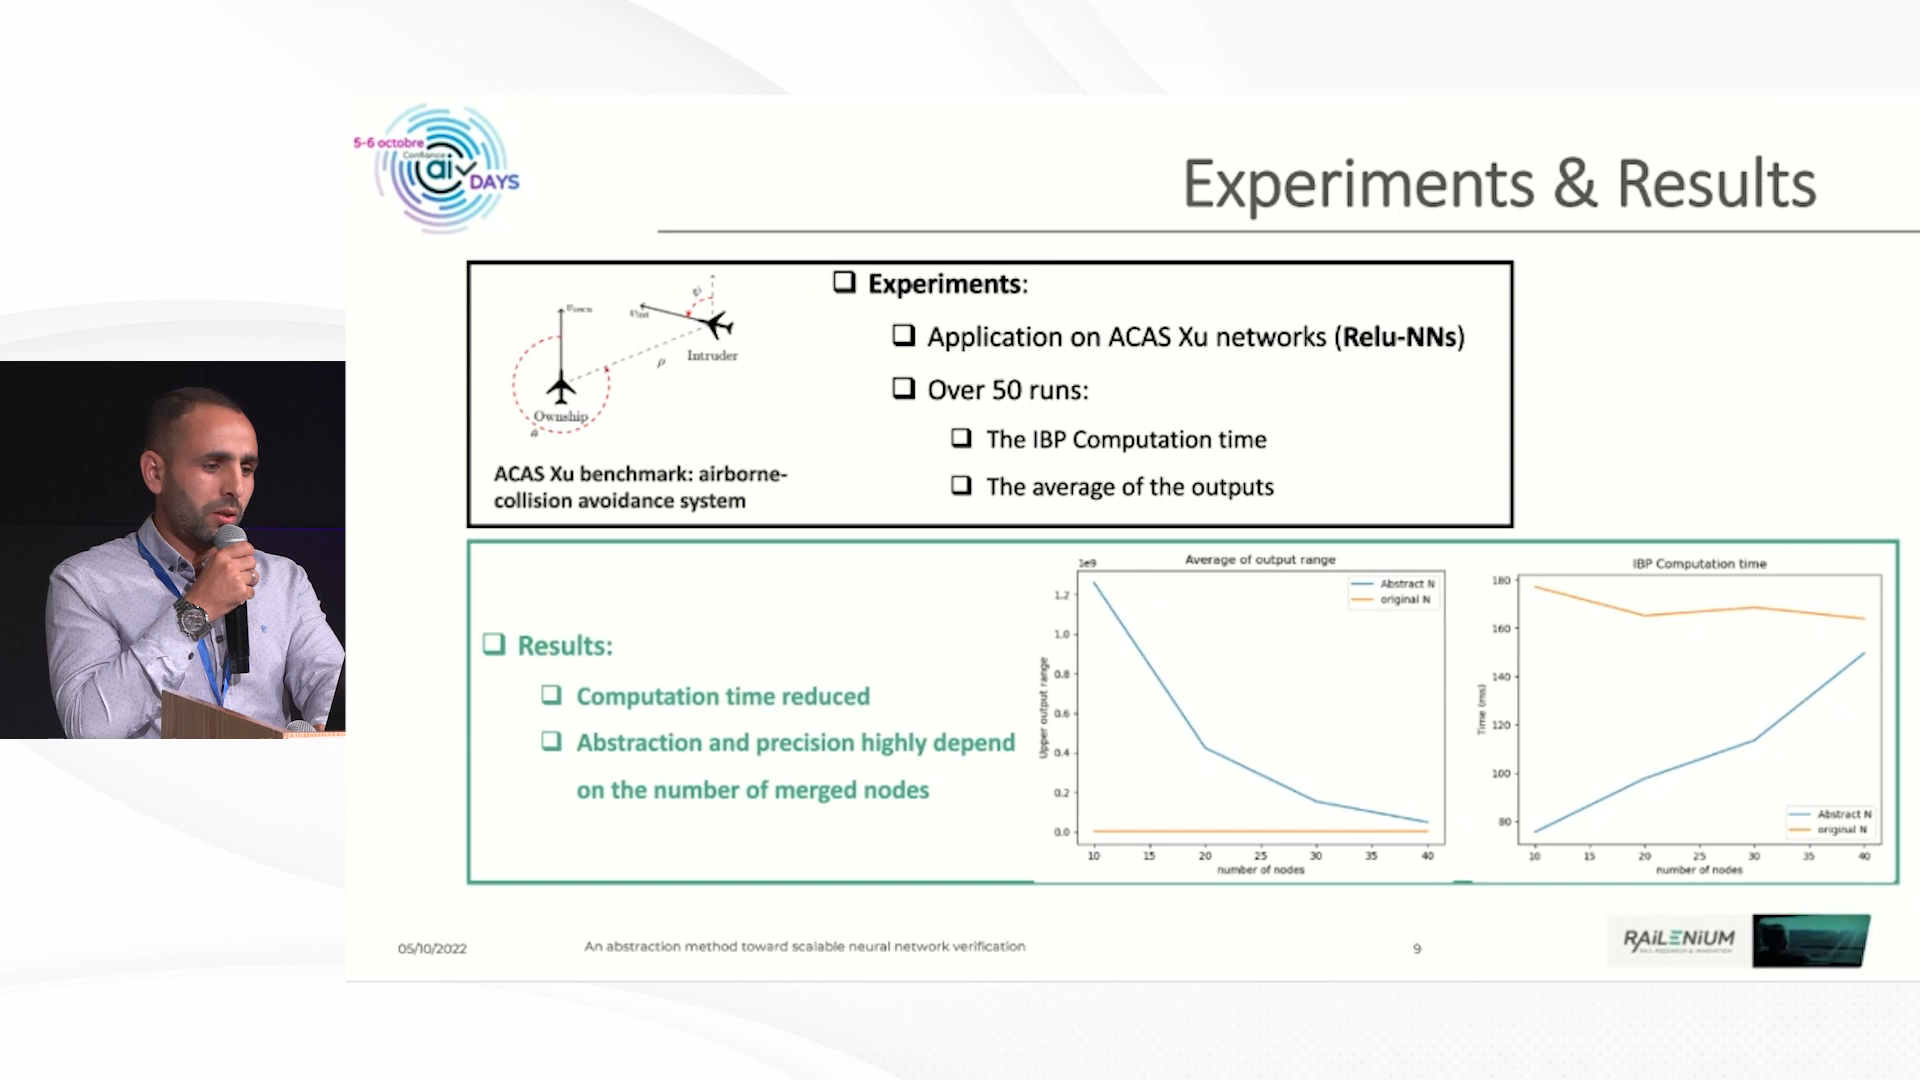 5-6 octobre
Confiance
ai
DAYS
Experiments & Results
vown
vint
ψ
ρ
Intruder
Ownship
ACAS Xu benchmark: airborne-
collision avoidance system
Experiments:
Application on ACAS Xu networks (Relu-NNs)
Over 50 runs:
The IBP Computation time
The average of the outputs
Results:
Computation time reduced
Abstraction and precision highly depend
on the number of merged nodes
Average of output range
1e9
Abstract N
original N
Upper output range
1.2
1.0
0.8
0.6
0.4
0.2
0.0
10 15 20 25 30 35 40
number of nodes
IBP Computation time
Time (ms)
180
160
140
120
100
80
Abstract N
original N
10 15 20 25 30 35 40
number of nodes
05/10/2022
An abstraction method toward scalable neural network verification
9
RAILENIUM